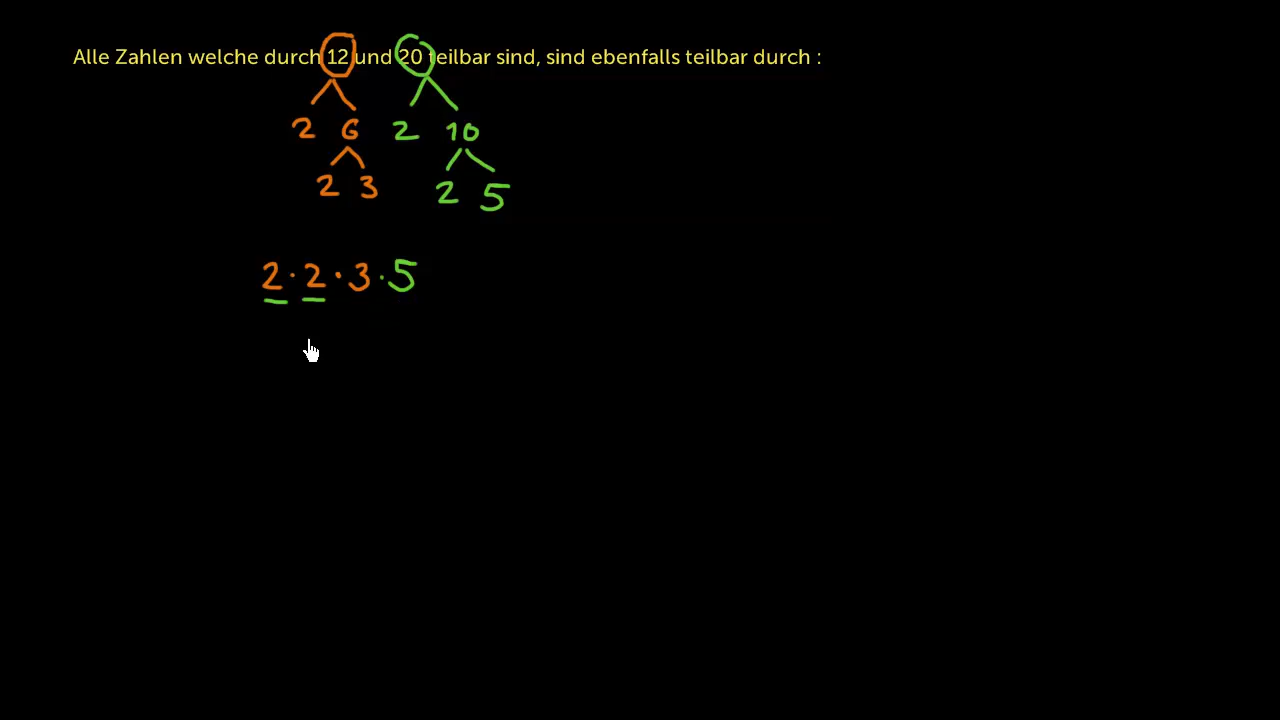 Alle Zahlen welche durch 12 und 20 teilbar sind, sind ebenfalls teilbar durch :
2 6 2 10
2 3 2 5
2 · 2 · 3 · 5